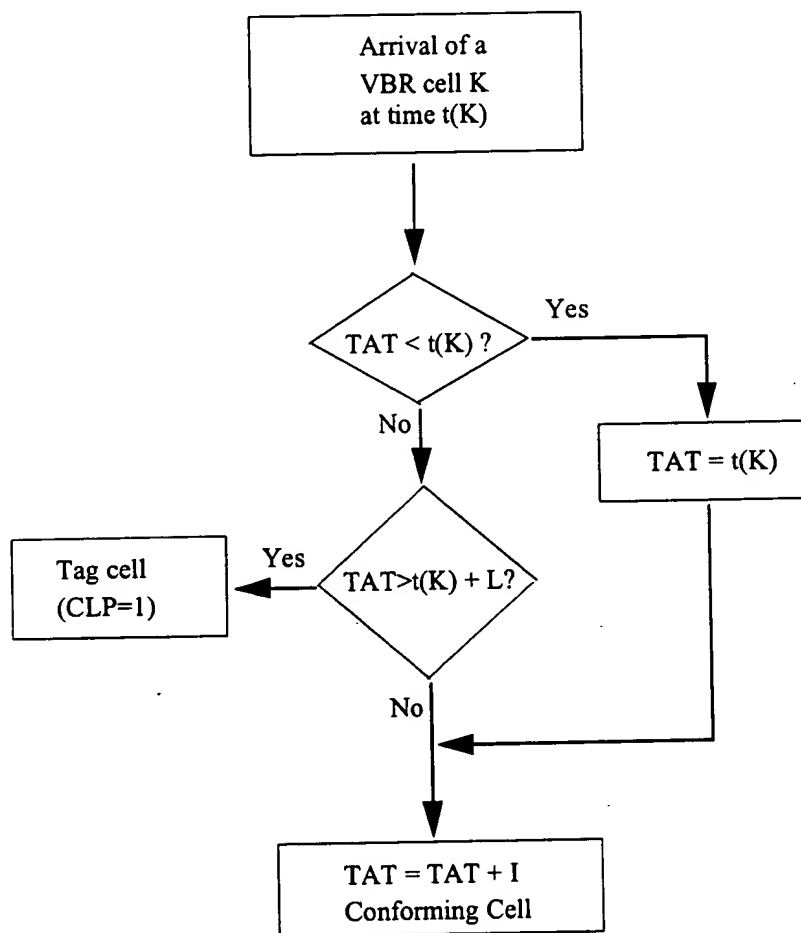 Arrival of a
VBR cell K
at time t(K)
TAT < t(K) ?
Yes
No
TAT = t(K)
TAT>t(K) + L?
Yes
Tag cell
(CLP=1)
No
TAT = TAT + I
Conforming Cell